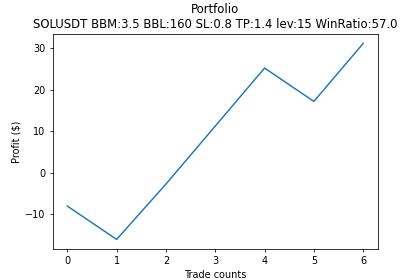 Portfolio
SOLUSDT BBM:3.5 BBL:160 SL:0.8 TP:1.4 lev:15 WinRatio:57.0
30
20
10
0
−10
Profit ($)
0 1 2 3 4 5 6
Trade counts